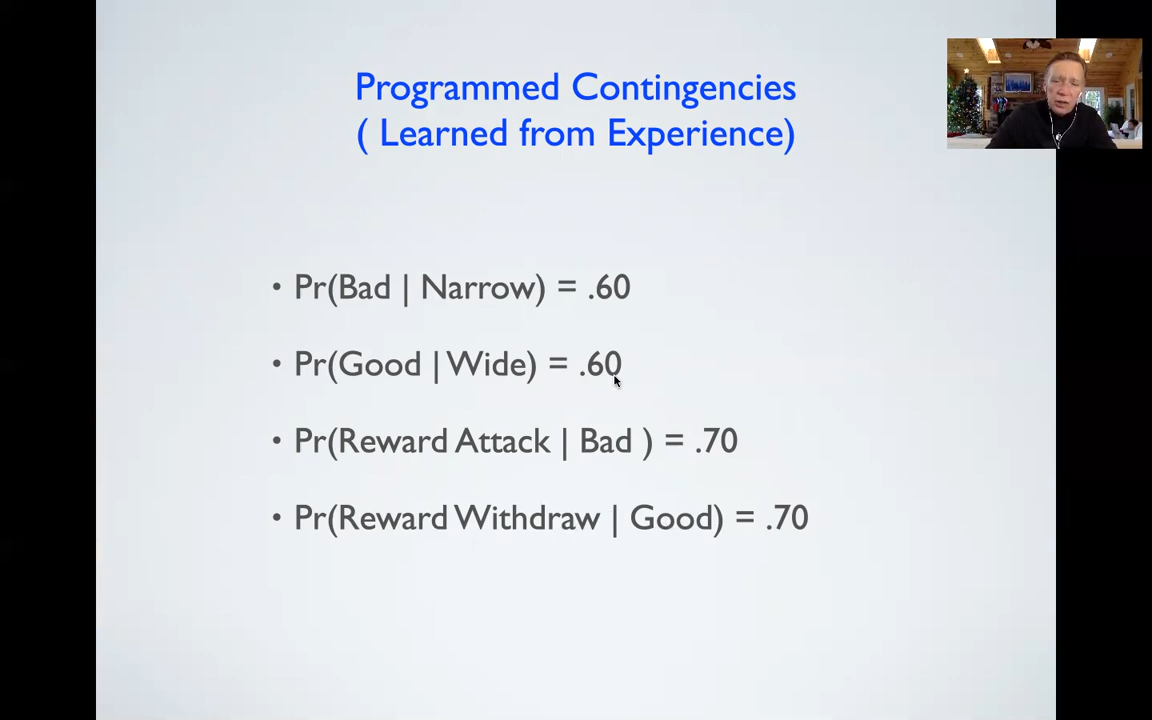 Programmed Contingencies
( Learned from Experience)
• Pr(Bad | Narrow) = .60
• Pr(Good | Wide) = .60
• Pr(Reward Attack | Bad ) = .70
• Pr(Reward Withdraw | Good) = .70